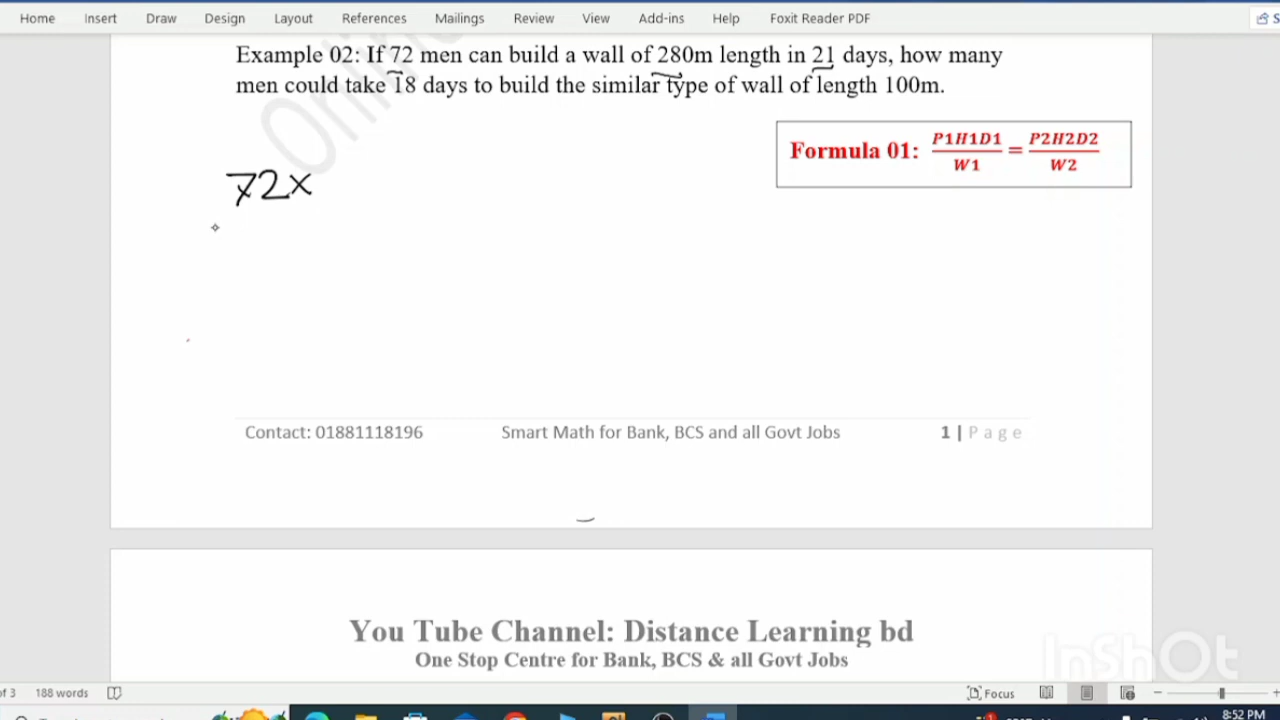 Home Insert Draw Design Layout References Mailings Review View Add-ins Help Foxit Reader PDF S
Example 02: If 72 men can build a wall of 280m length in 21 days, how many
men could take 18 days to build the similar type of wall of length 100m.
Formula 01: P1H1D1/W1 = P2H2D2/W2
72x
Contact: 01881118196 Smart Math for Bank, BCS and all Govt Jobs 1 | Page
You Tube Channel: Distance Learning bd
One Stop Centre for Bank, BCS & all Govt Jobs
InShOt
of 3 188 words Focus
8:52 PM